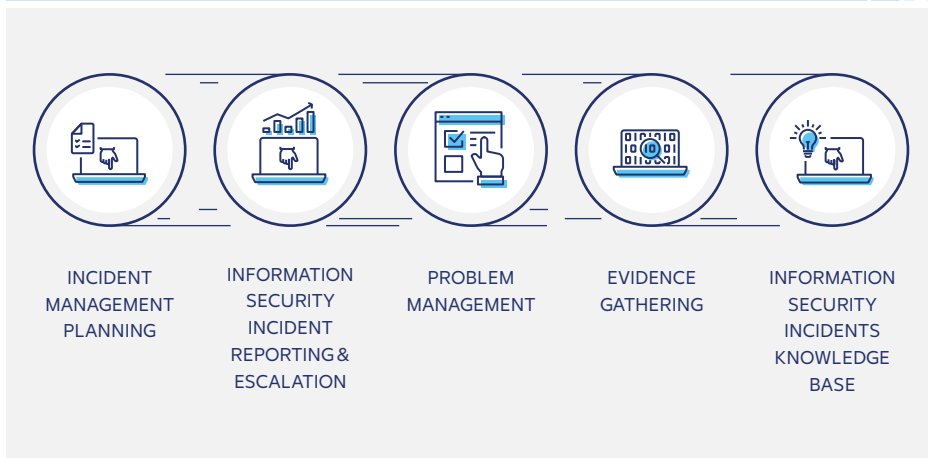 INCIDENT
MANAGEMENT
PLANNING
INFORMATION
SECURITY
INCIDENT
REPORTING &
ESCALATION
PROBLEM
MANAGEMENT
EVIDENCE
GATHERING
INFORMATION
SECURITY
INCIDENTS
KNOWLEDGE
BASE